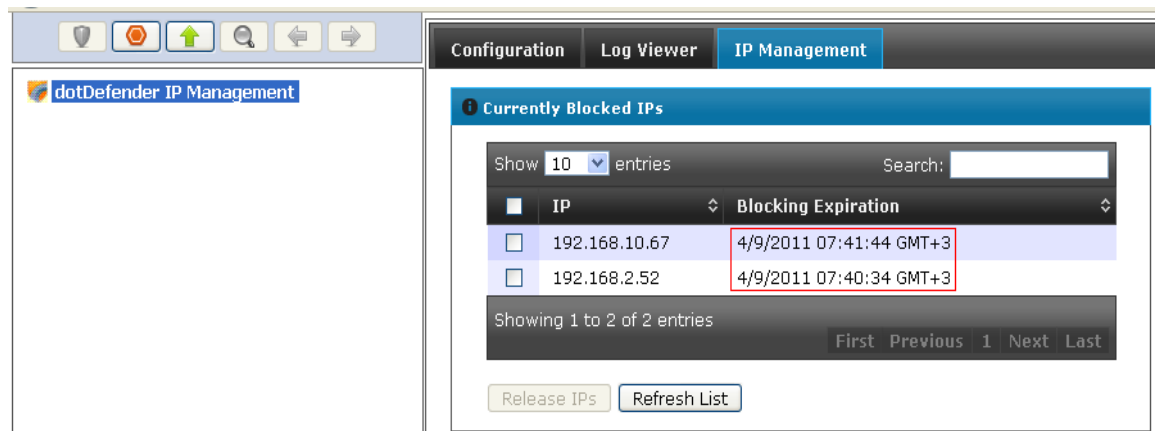 Configuration Log Viewer IP Management
dotDefender IP Management
Currently Blocked IPs
Show 10 entries Search:
IP Blocking Expiration
192.168.10.67 4/9/2011 07:41:44 GMT+3
192.168.2.52 4/9/2011 07:40:34 GMT+3
Showing 1 to 2 of 2 entries
First Previous 1 Next Last
Release IPs Refresh List